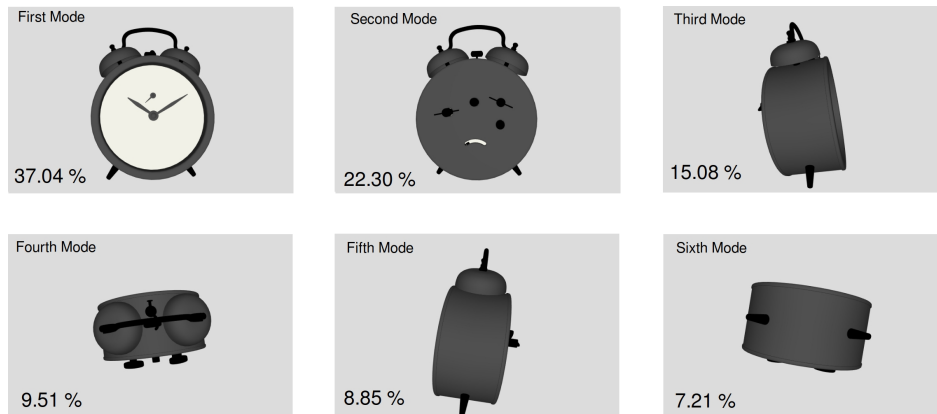 First Mode
37.04 %
Second Mode
22.30 %
Third Mode
15.08 %
Fourth Mode
9.51 %
Fifth Mode
8.85 %
Sixth Mode
7.21 %